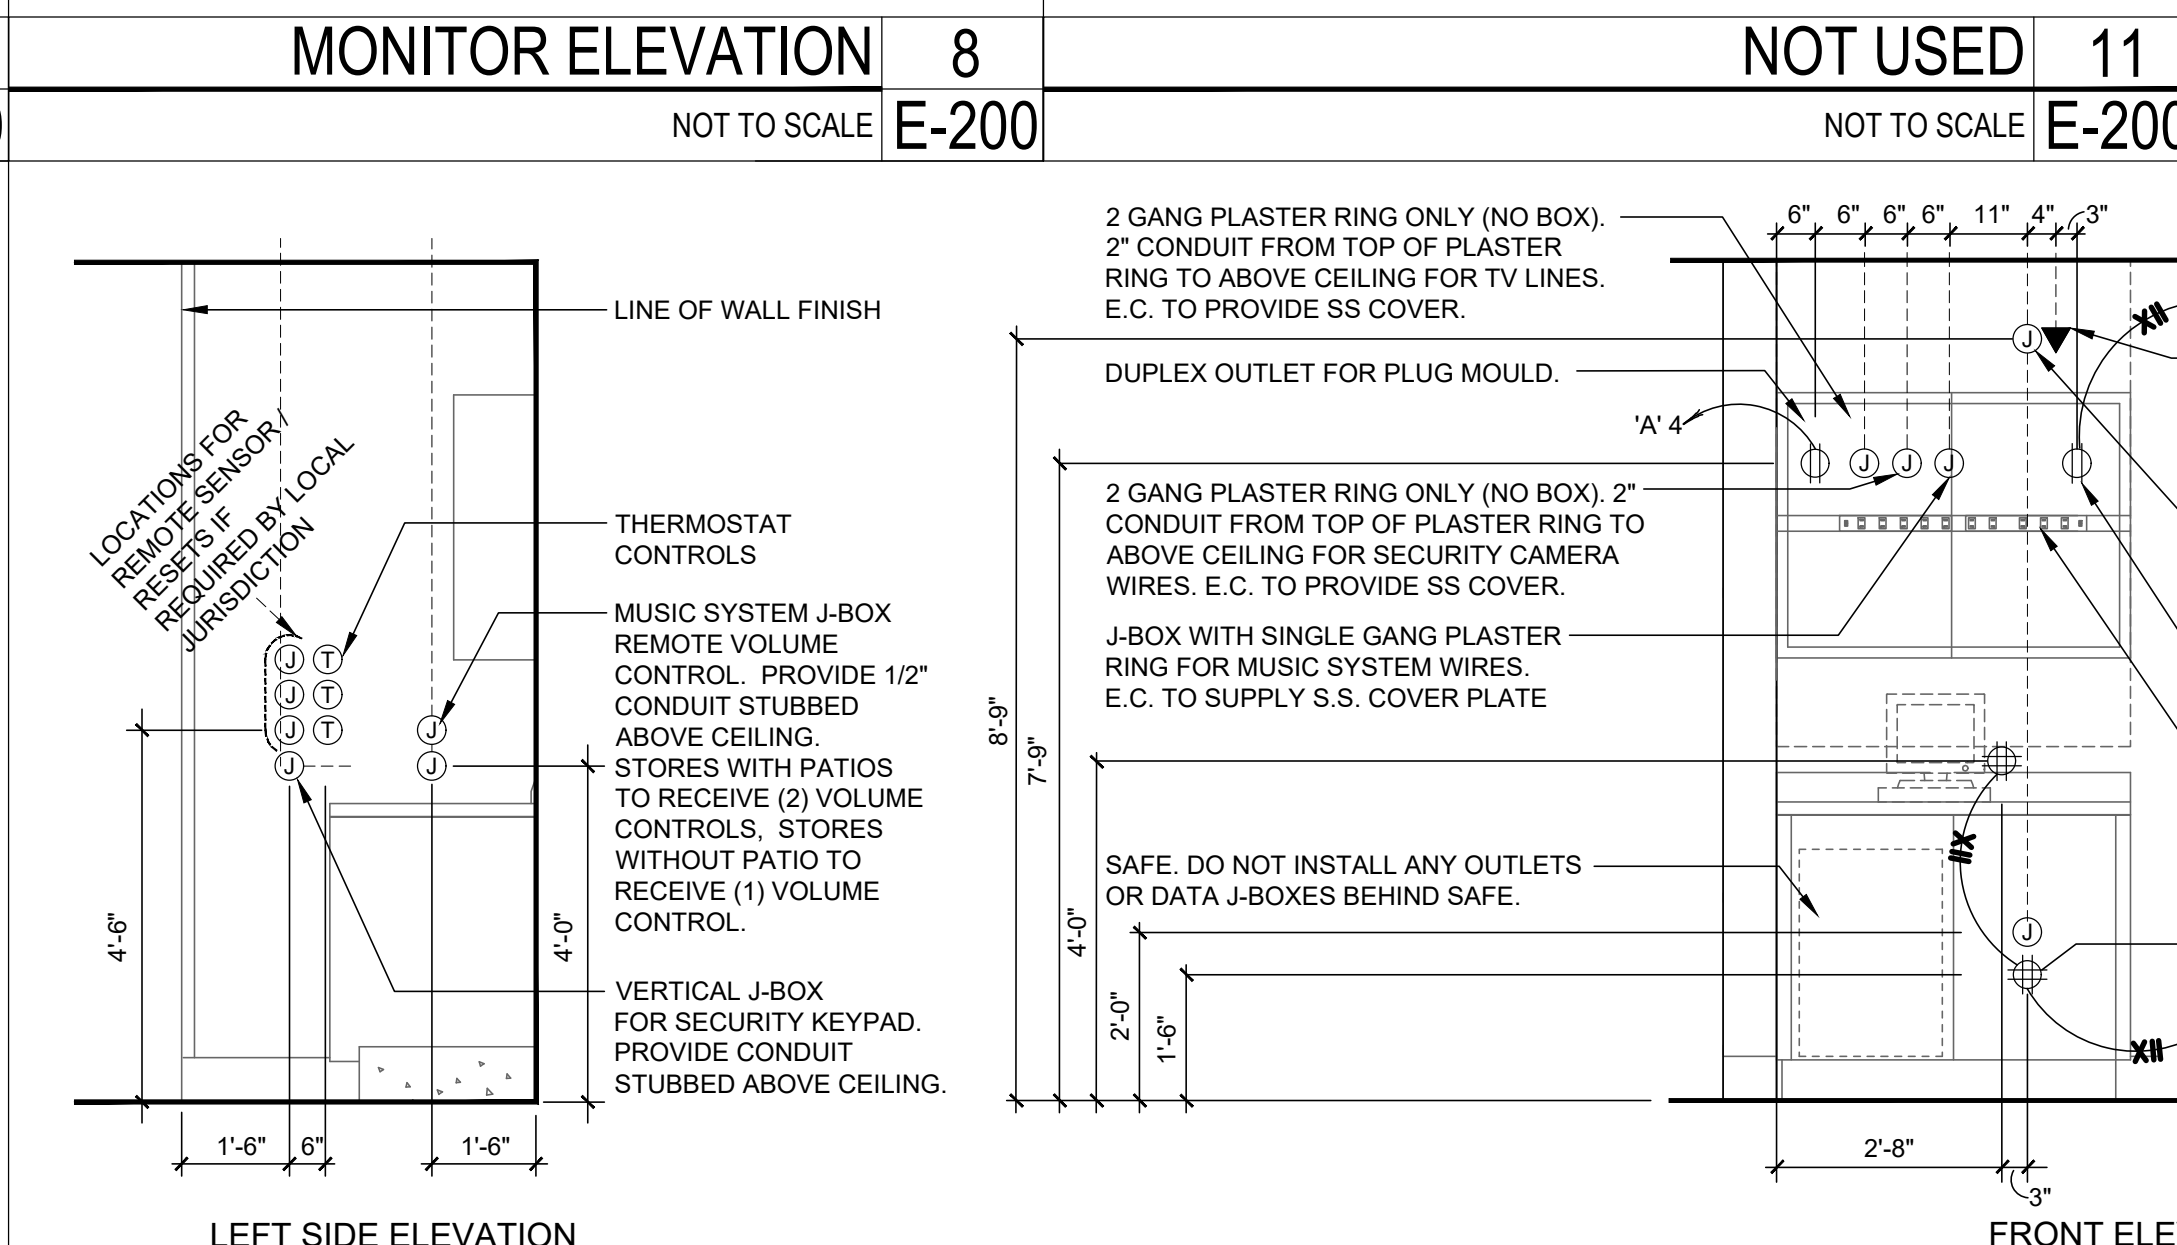 MONITOR ELEVATION
8
NOT TO SCALE
E-200
NOT USED
11
NOT TO SCALE
LINE OF WALL FINISH
LOCATIONS FOR
REMOTE SENSOR /
RESETS IF
REQUIRED BY LOCAL
JURISDICTION
THERMOSTAT
CONTROLS
MUSIC SYSTEM J-BOX
REMOTE VOLUME
CONTROL. PROVIDE 1/2"
CONDUIT STUBBED
ABOVE CEILING.
STORES WITH PATIOS
TO RECEIVE (2) VOLUME
CONTROLS, STORES
WITHOUT PATIO TO
RECEIVE (1) VOLUME
CONTROL.
VERTICAL J-BOX
FOR SECURITY KEYPAD.
PROVIDE CONDUIT
STUBBED ABOVE CEILING.
J T
J T
J T J
J J
4'-6"
4'-0"
1'-6" 6" 1'-6"
LEFT SIDE ELEVATION
2 GANG PLASTER RING ONLY (NO BOX).
2" CONDUIT FROM TOP OF PLASTER
RING TO ABOVE CEILING FOR TV LINES.
E.C. TO PROVIDE SS COVER.
DUPLEX OUTLET FOR PLUG MOULD.
'A' 4
2 GANG PLASTER RING ONLY (NO BOX). 2"
CONDUIT FROM TOP OF PLASTER RING TO
ABOVE CEILING FOR SECURITY CAMERA
WIRES. E.C. TO PROVIDE SS COVER.
J-BOX WITH SINGLE GANG PLASTER
RING FOR MUSIC SYSTEM WIRES.
E.C. TO SUPPLY S.S. COVER PLATE
SAFE. DO NOT INSTALL ANY OUTLETS
OR DATA J-BOXES BEHIND SAFE.
6" 6" 6" 6" 11" 4" 3"
J
J J J
J
8'-9"
7'-9"
4'-0"
2'-0"
1'-6"
2'-8"
3"
FRONT